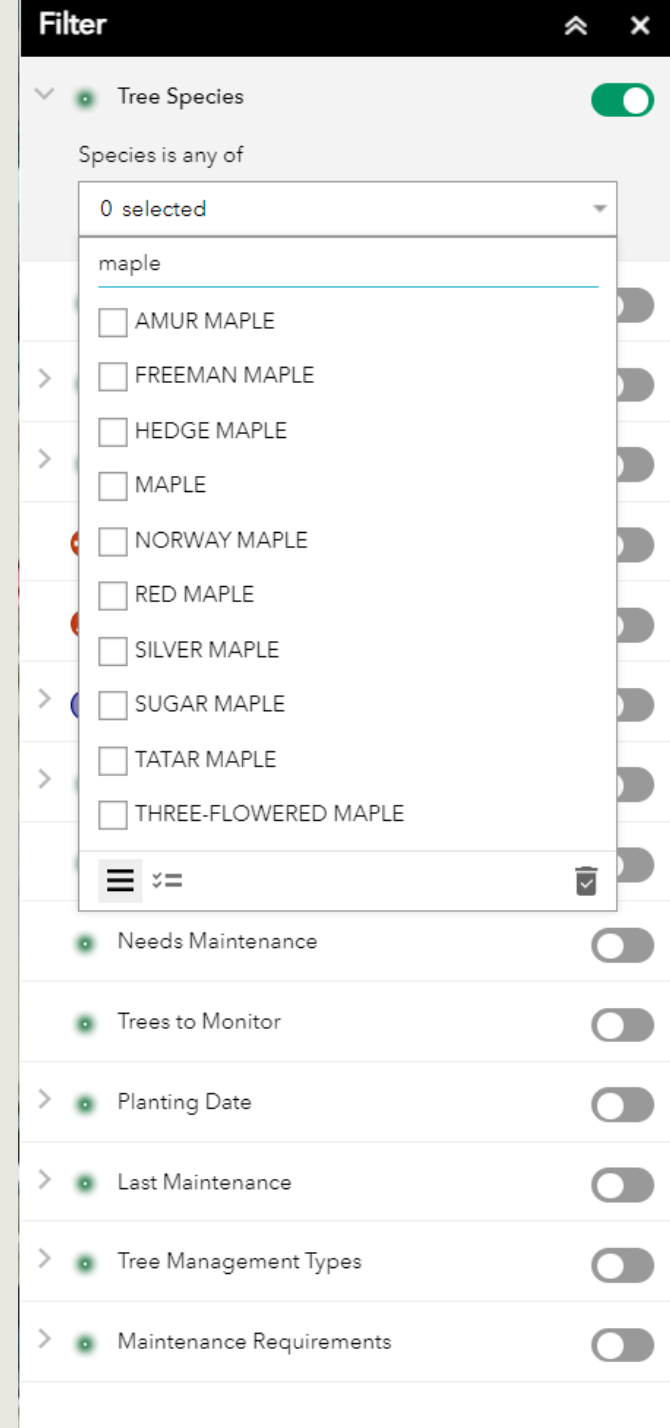 Filter
Tree Species
Species is any of
0 selected
maple
AMUR MAPLE
FREEMAN MAPLE
HEDGE MAPLE
MAPLE
NORWAY MAPLE
RED MAPLE
SILVER MAPLE
SUGAR MAPLE
TATAR MAPLE
THREE-FLOWERED MAPLE
Needs Maintenance
Trees to Monitor
Planting Date
Last Maintenance
Tree Management Types
Maintenance Requirements